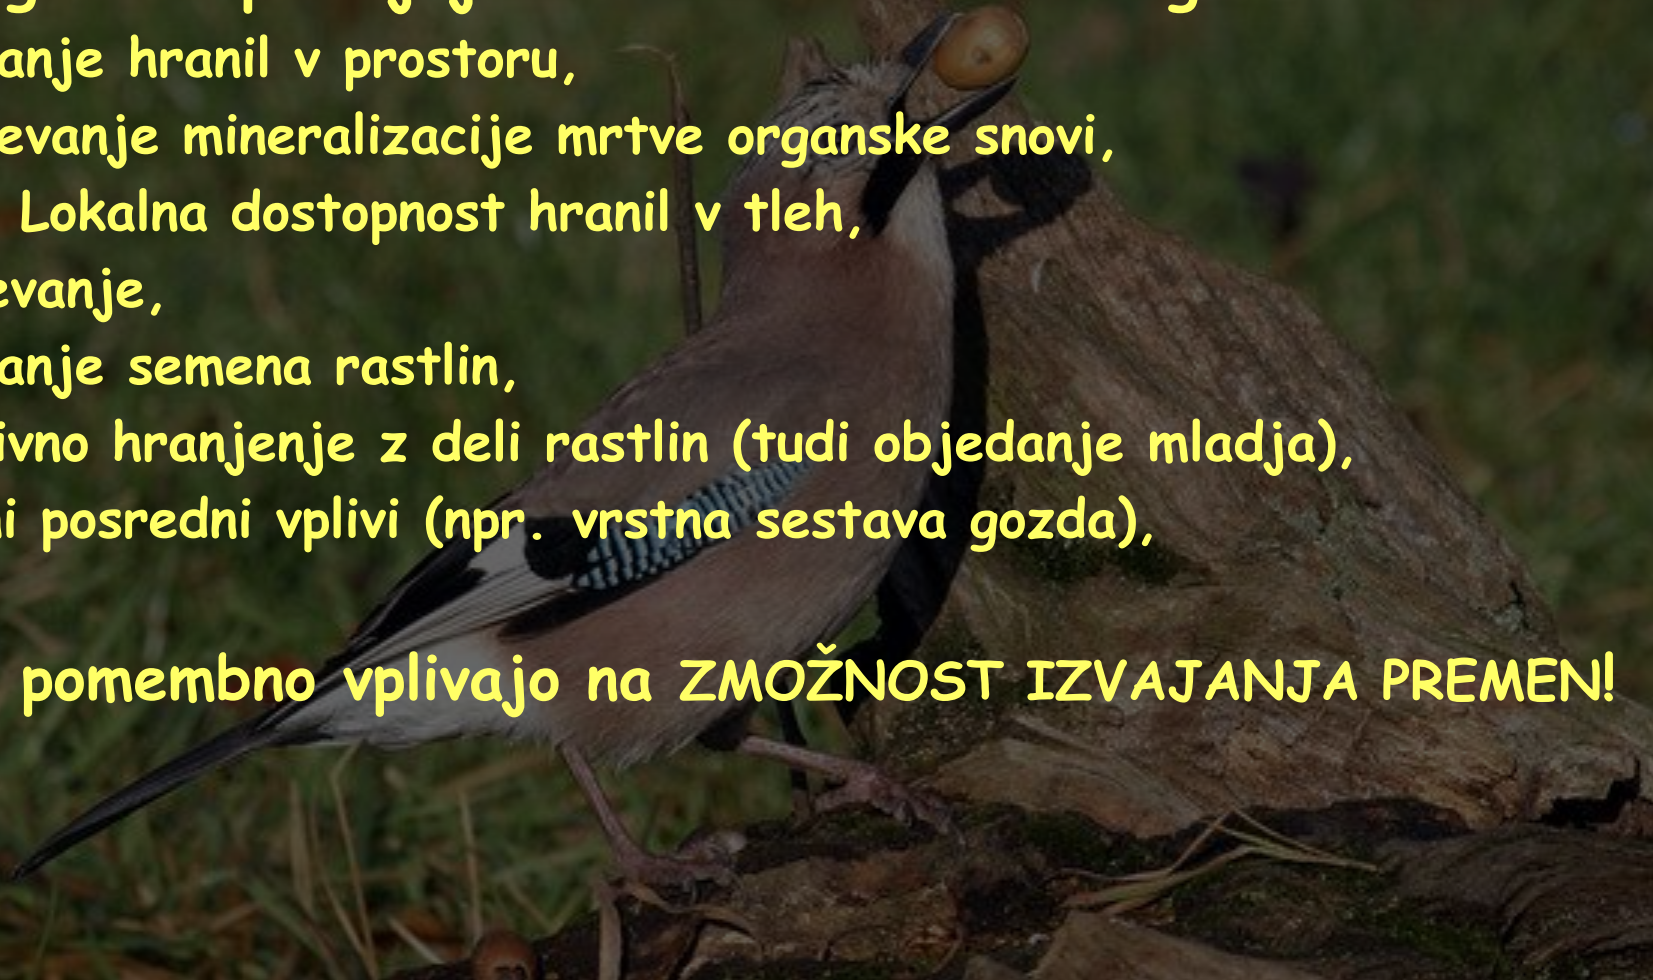 anje hranil v prostoru,
evanje mineralizacije mrtve organske snovi,
Lokalna dostopnost hranil v tleh,
evanje,
anje semena rastlin,
ivno hranjenje z deli rastlin (tudi objedanje mladja),
i posredni vplivi (npr. vrstna sestava gozda),
pomembno vplivajo na ZMOŽNOST IZVAJANJA PREMEN!